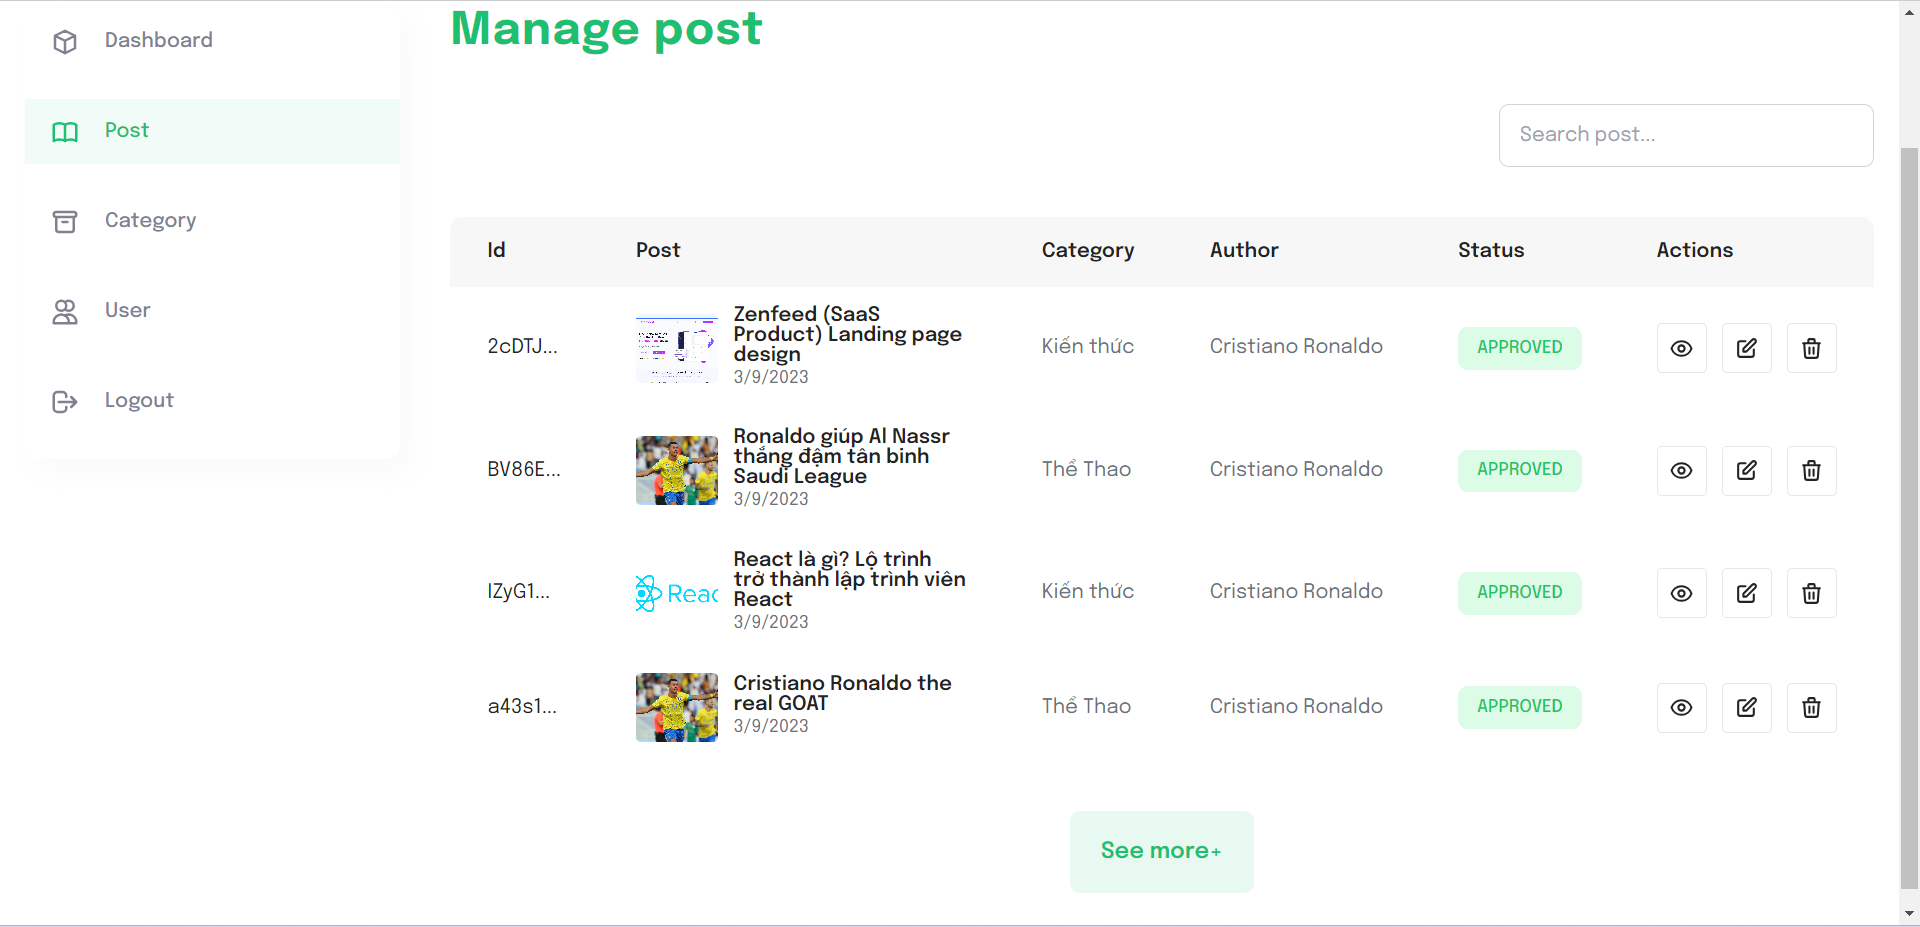 Dashboard
Post
Category
User
Logout
Manage post
Search post...
Id Post Category Author Status Actions
2cDTJ...
Zenfeed (SaaS
Product) Landing page
design
3/9/2023
Kiến thức
Cristiano Ronaldo
APPROVED
BV86E...
Ronaldo giúp Al Nassr
thắng đậm tân binh
Saudi League
3/9/2023
Thể Thao
Cristiano Ronaldo
APPROVED
IZyG1...
Reac
React là gì? Lộ trình
trở thành lập trình viên
React
3/9/2023
Kiến thức
Cristiano Ronaldo
APPROVED
a43s1...
Cristiano Ronaldo the
real GOAT
3/9/2023
Thể Thao
Cristiano Ronaldo
APPROVED
See more+